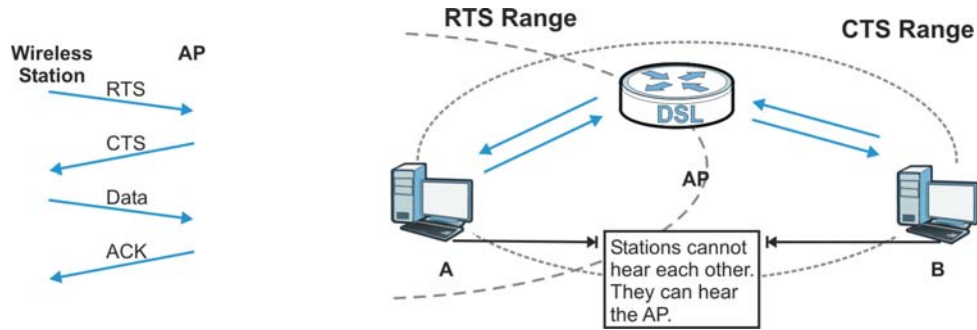 Wireless
Station
AP
RTS
CTS
Data
ACK
RTS Range
CTS Range
DSL
AP
A
B
Stations cannot
hear each other.
They can hear
the AP.